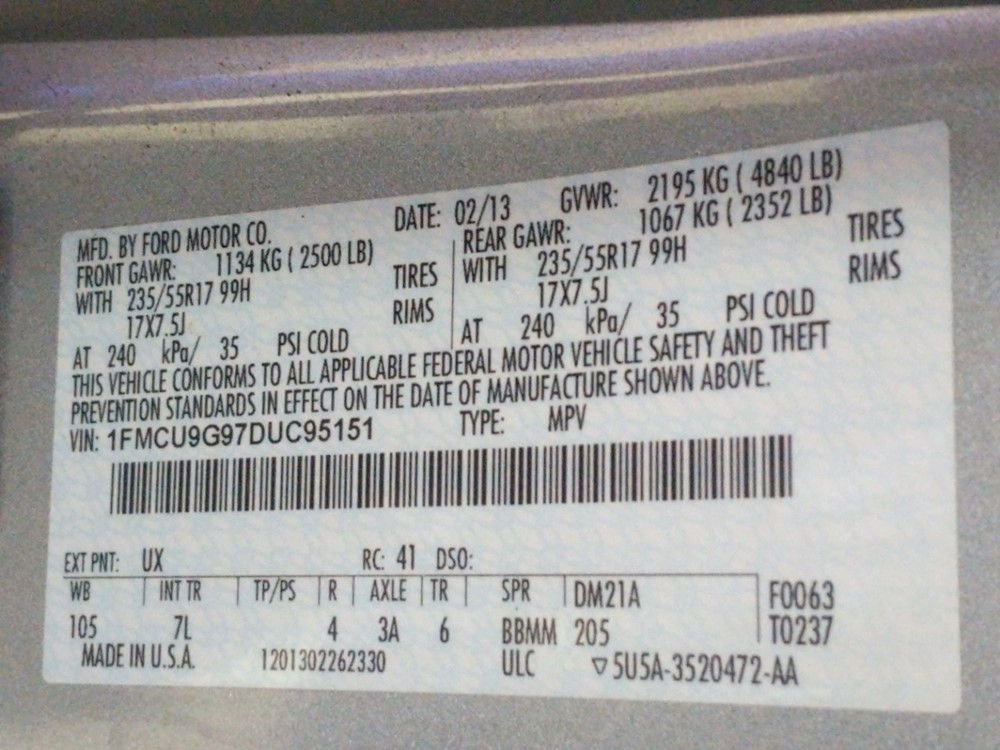 MFD. BY FORD MOTOR CO. DATE: 02/13 GVWR: 2195 KG ( 4840 LB)
FRONT GAWR: 1134 KG ( 2500 LB) REAR GAWR: 1067 KG ( 2352 LB)
WITH 235/55R17 99H TIRES WITH 235/55R17 99H TIRES
17X7.5J RIMS 17X7.5J RIMS
AT 240 kPa/ 35 PSI COLD AT 240 kPa/ 35 PSI COLD
THIS VEHICLE CONFORMS TO ALL APPLICABLE FEDERAL MOTOR VEHICLE SAFETY AND THEFT
PREVENTION STANDARDS IN EFFECT ON THE DATE OF MANUFACTURE SHOWN ABOVE.
VIN: 1FMCU9G97DUC95151 TYPE: MPV
EXT PNT: UX RC: 41 DSO:
WB INT TR TP/PS R AXLE TR SPR DM21A F0063
105 7L 4 3A 6 BBMM 205 T0237
MADE IN U.S.A. 1201302262330 ULC ▽5U5A-3520472-AA